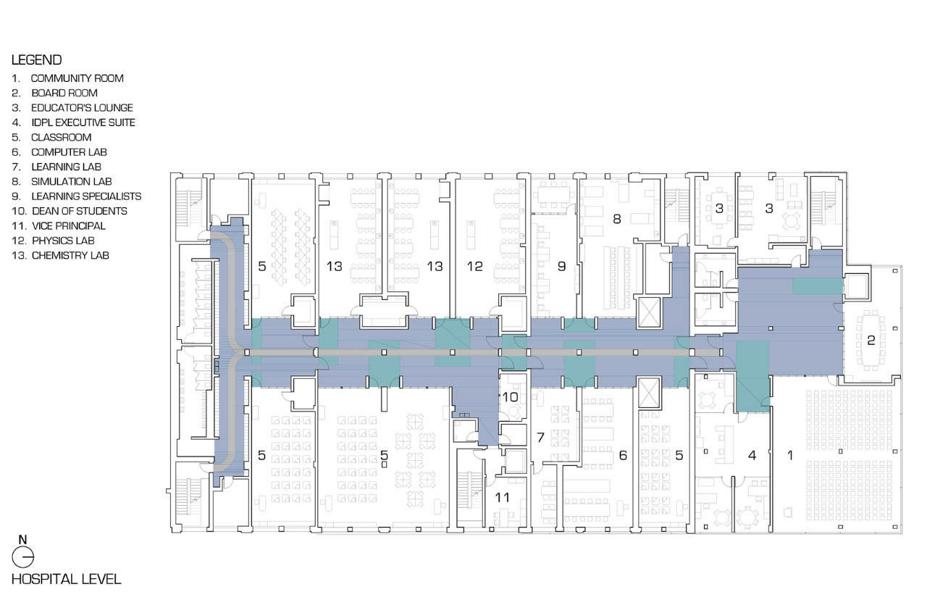 LEGEND
1. COMMUNITY ROOM
2. BOARD ROOM
3. EDUCATOR'S LOUNGE
4. IDPL EXECUTIVE SUITE
5. CLASSROOM
6. COMPUTER LAB
7. LEARNING LAB
8. SIMULATION LAB
9. LEARNING SPECIALISTS
10. DEAN OF STUDENTS
11. VICE PRINCIPAL
12. PHYSICS LAB
13. CHEMISTRY LAB
3 3
8
5 13 13 12 9
2
10
7
5 5 6 5 4 1
11
N
HOSPITAL LEVEL